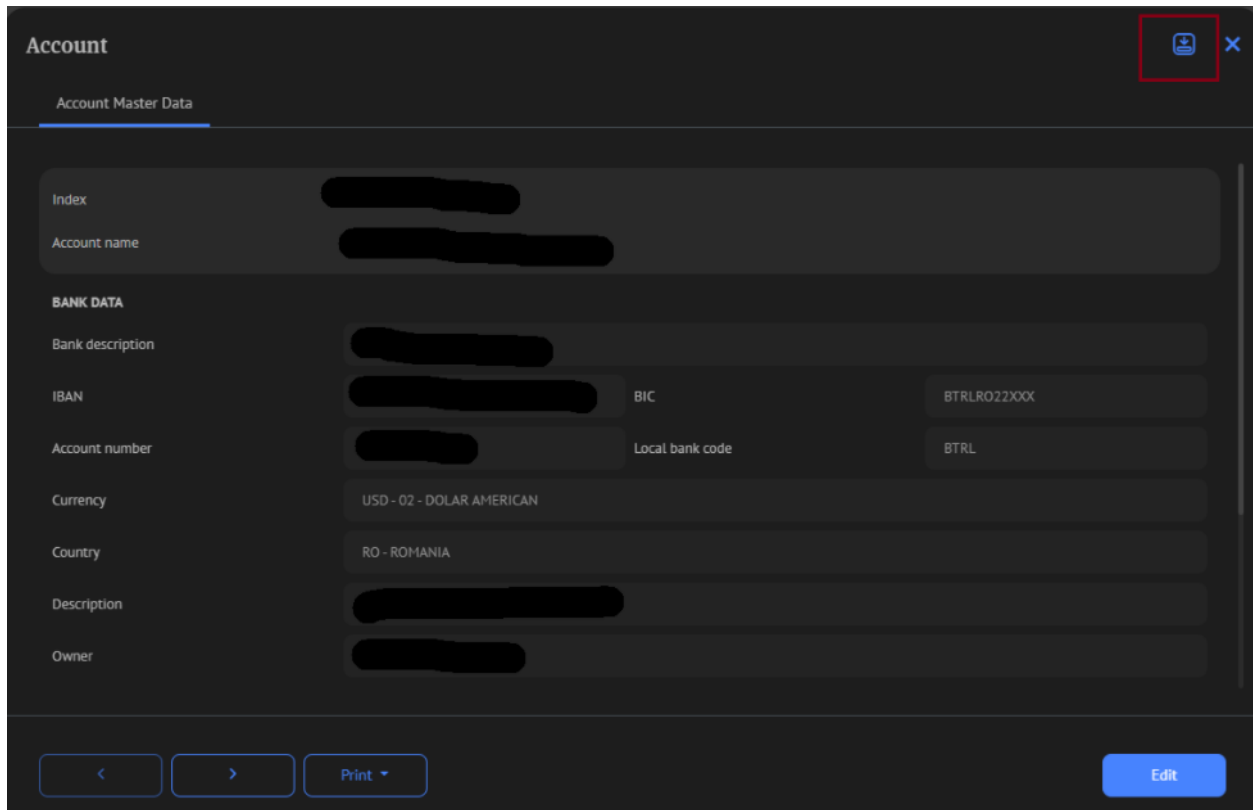 Account
Account Master Data
Index
Account name
BANK DATA
Bank description
IBAN BIC BTRLRO22XXX
Account number Local bank code BTRL
Currency USD - 02 - DOLAR AMERICAN
Country RO - ROMANIA
Description
Owner
Print
Edit